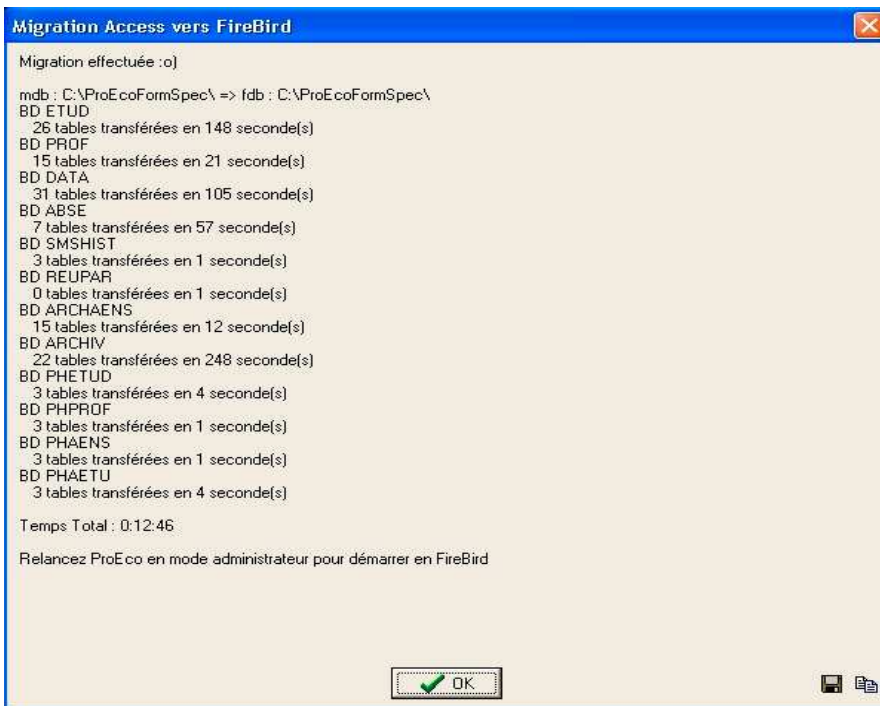 Migration Access vers FireBird
Migration effectuée :o)
mdb : C:\ProEcoFormSpec\ => fdb : C:\ProEcoFormSpec\
BD ETUD
26 tables transférées en 148 seconde(s)
BD PROF
15 tables transférées en 21 seconde(s)
BD DATA
31 tables transférées en 105 seconde(s)
BD ABSE
7 tables transférées en 57 seconde(s)
BD SMSHIST
3 tables transférées en 1 seconde(s)
BD REUPAR
0 tables transférées en 1 seconde(s)
BD ARCHAENS
15 tables transférées en 12 seconde(s)
BD ARCHIV
22 tables transférées en 248 seconde(s)
BD PHETUD
3 tables transférées en 4 seconde(s)
BD PHPROF
3 tables transférées en 1 seconde(s)
BD PHAENS
3 tables transférées en 1 seconde(s)
BD PHAETU
3 tables transférées en 4 seconde(s)
Temps Total : 0:12:46
Relancez ProEco en mode administrateur pour démarrer en FireBird
OK